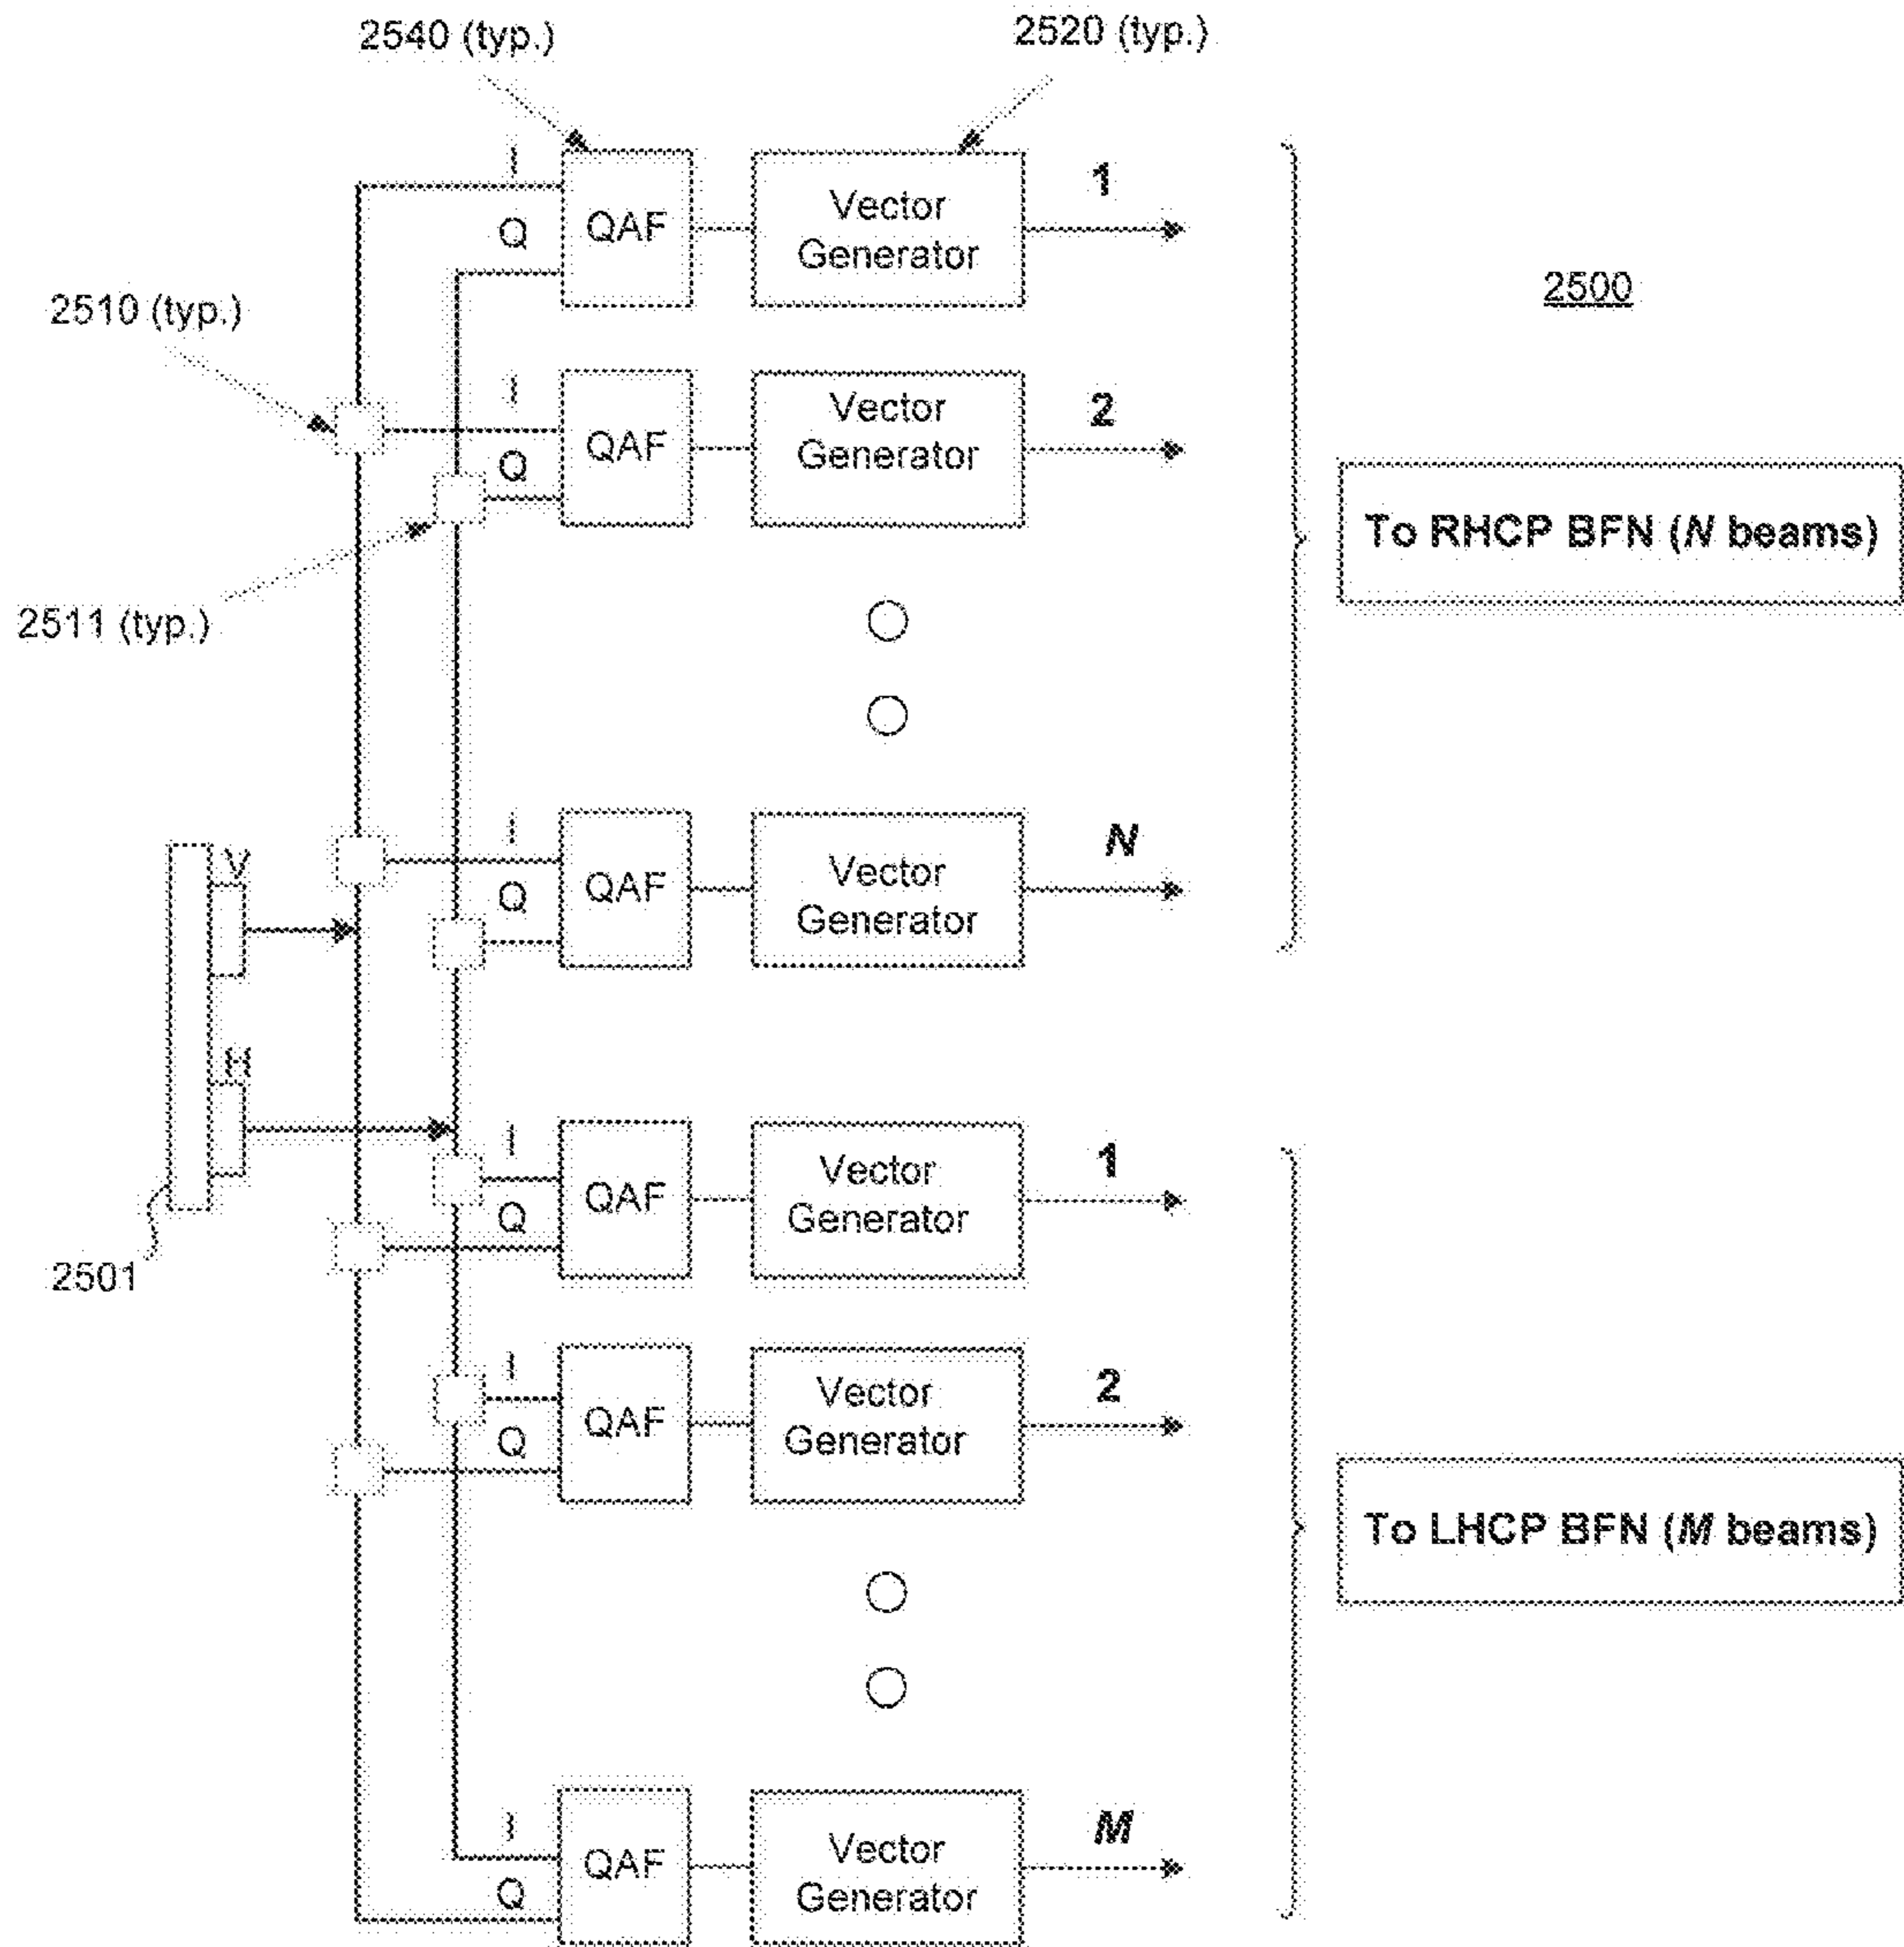 2540 (typ.)
2520 (typ.)
I
Q
QAF
Vector
Generator
1
2500
2510 (typ.)
I
Q
QAF
Vector
Generator
2
To RHCP BFN (N beams)
2511 (typ.)
I
Q
QAF
Vector
Generator
N
V
H
2501
I
Q
QAF
Vector
Generator
1
I
Q
QAF
Vector
Generator
2
To LHCP BFN (M beams)
I
Q
QAF
Vector
Generator
M